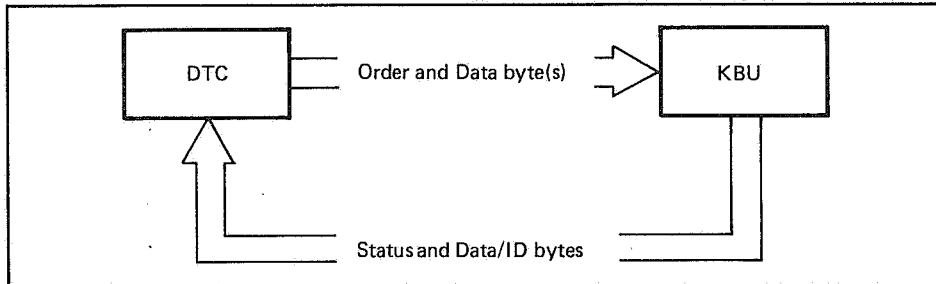 DTC
Order and Data byte(s)
KBU
Status and Data/ID bytes